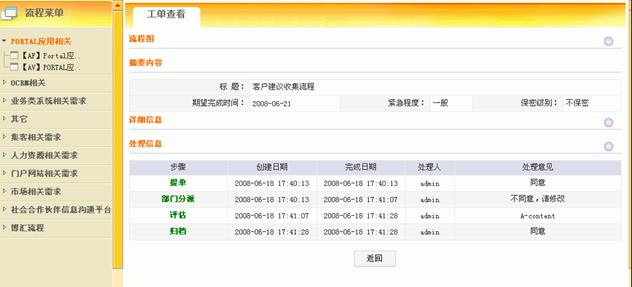 流程菜单
PORTAL应用相关
【AF】Portal应..
【AV】PORTAL应..
OCRM相关
业务类系统相关需求
其它
集客相关需求
人力资源相关需求
门户网站相关需求
市场相关需求
社会合作伙伴信息沟通平台
博汇流程
工单查看
流程图
摘要内容
标 题： 客户建议收集流程
期望完成时间： 2008-06-21 紧急程度： 一般 保密级别： 不保密
详细信息
处理信息
步骤 创建日期 完成日期 处理人 处理意见
提单 2008-06-18 17:40:13 2008-06-18 17:40:13 admin 同意
部门分派 2008-06-18 17:40:13 2008-06-18 17:41:07 admin 不同意，请修改
评估 2008-06-18 17:41:07 2008-06-18 17:41:28 admin A-content
归档 2008-06-18 17:41:28 2008-06-18 17:41:28 admin 同意
返回